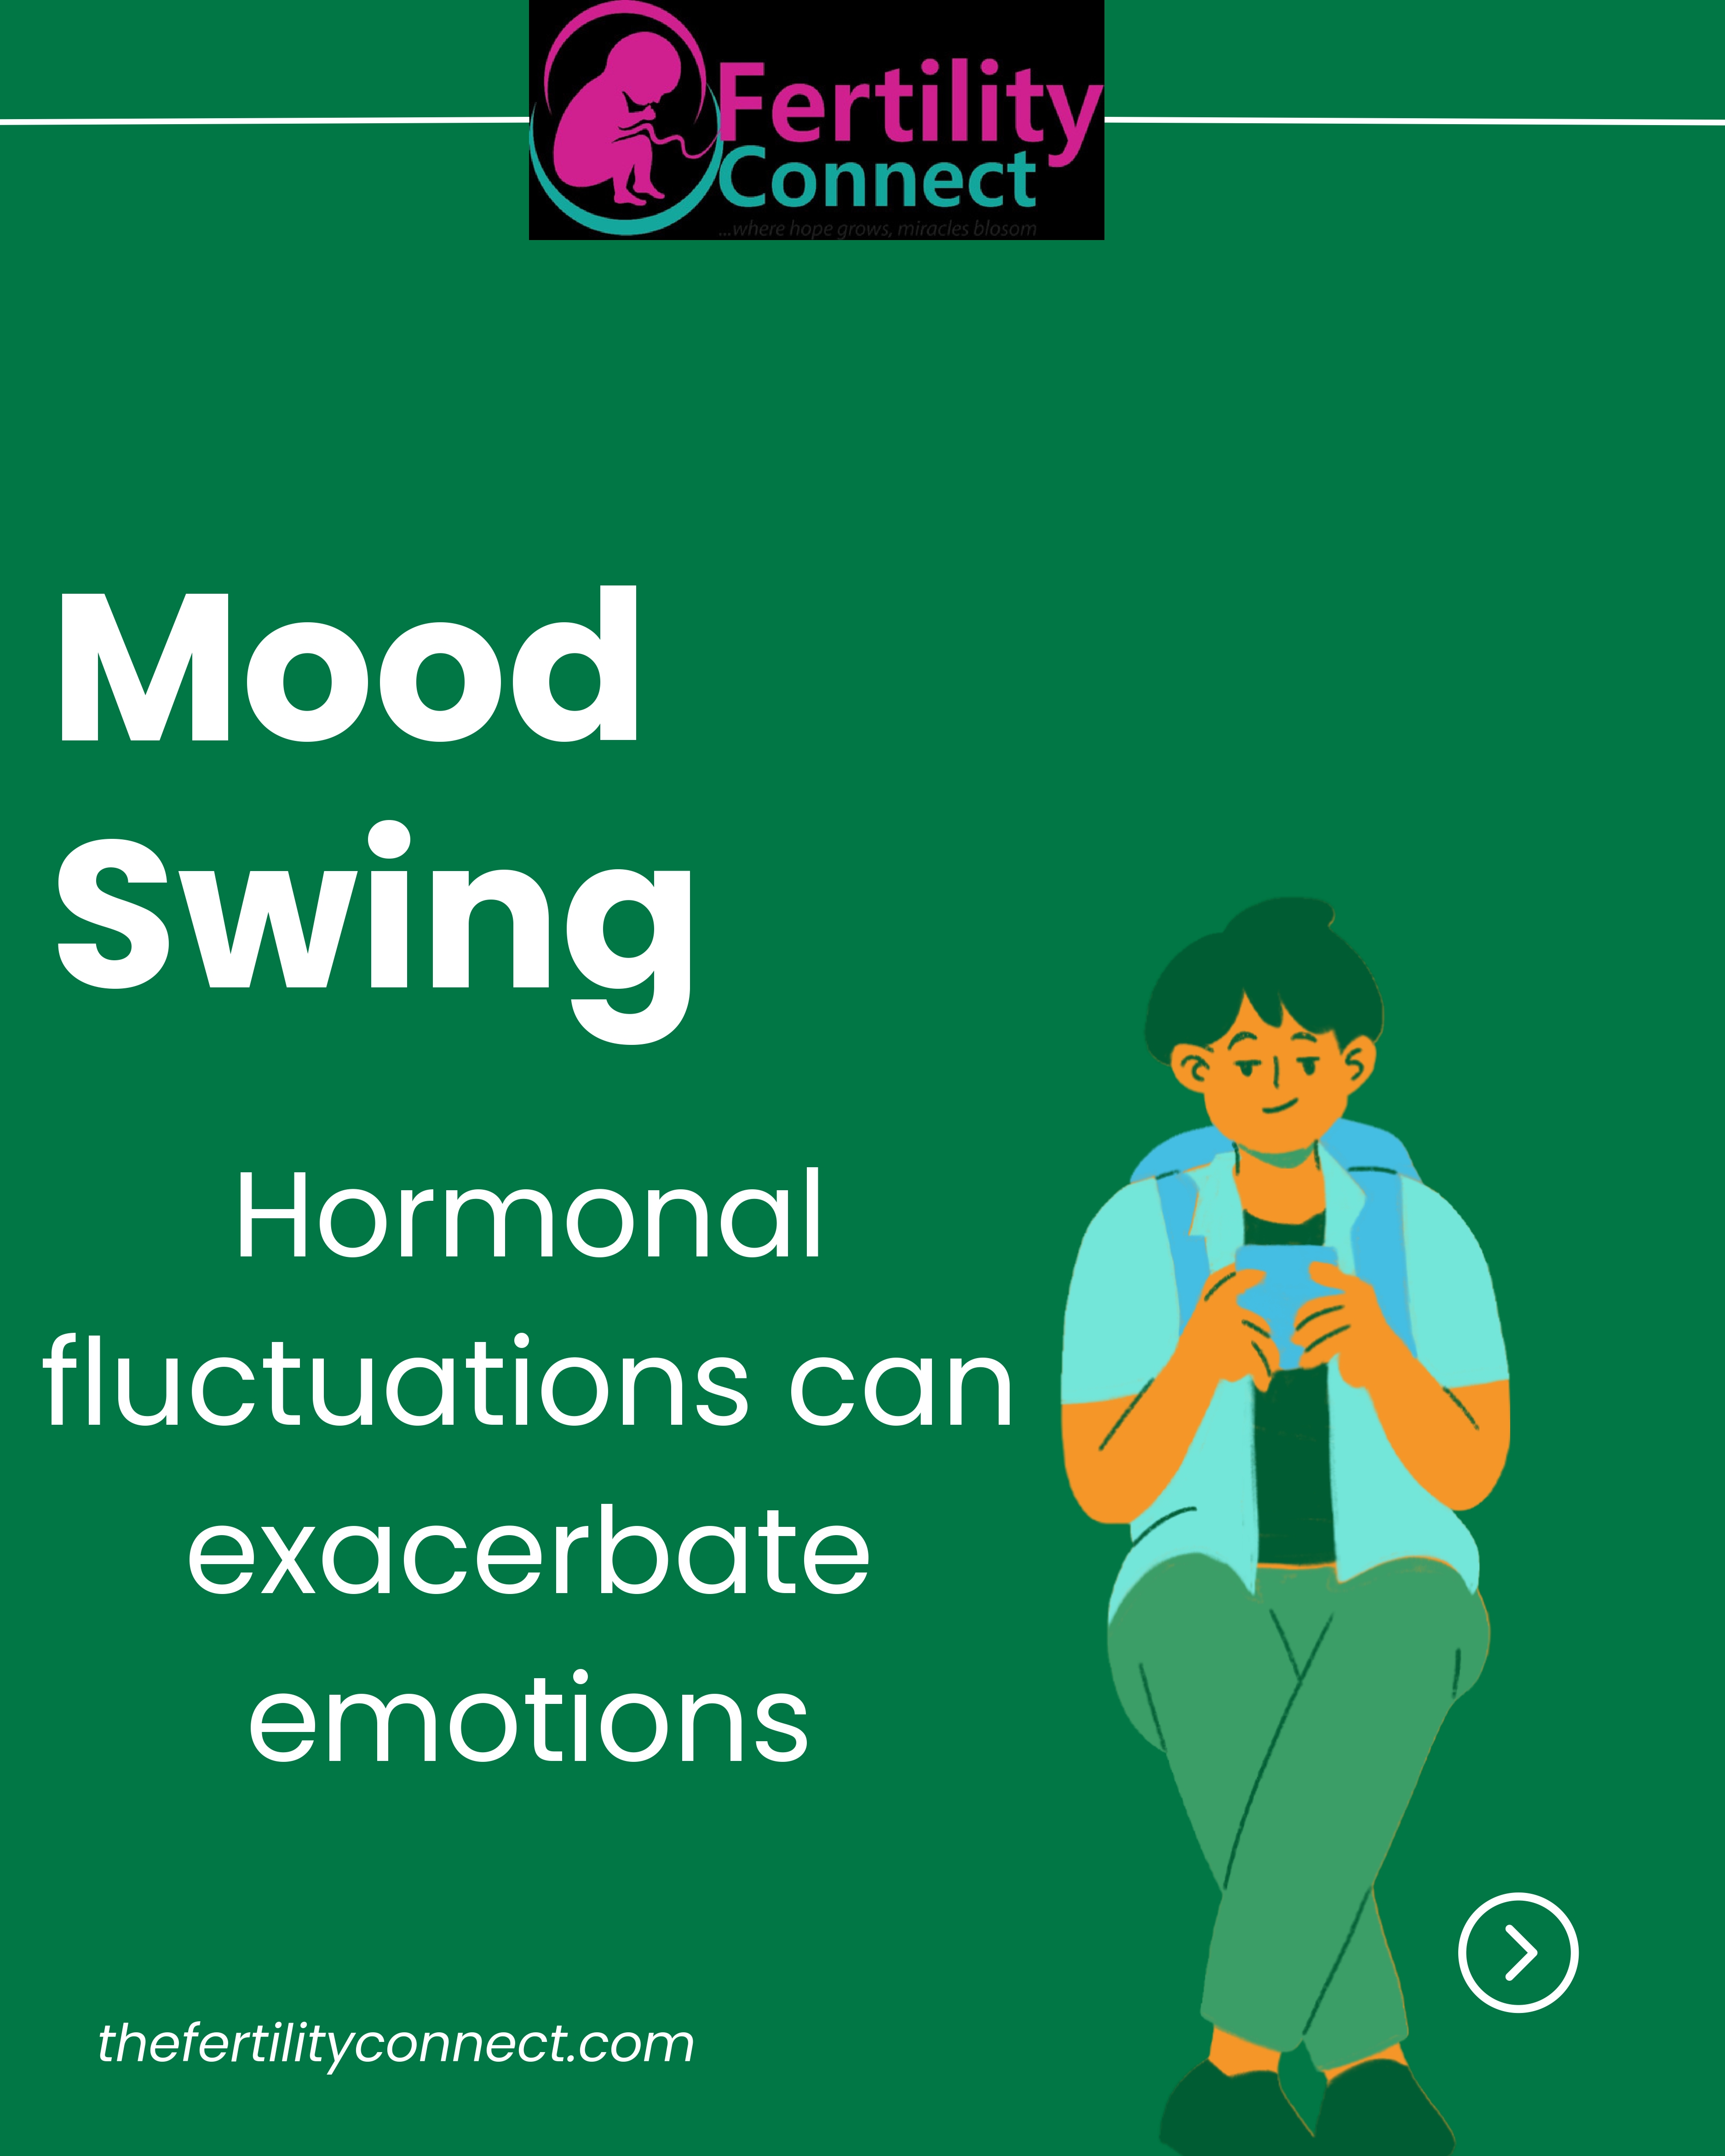 Fertility
Connect
...where hope grows, miracles blosom
Mood
Swing
Hormonal
fluctuations can
exacerbate
emotions
thefertilityconnect.com